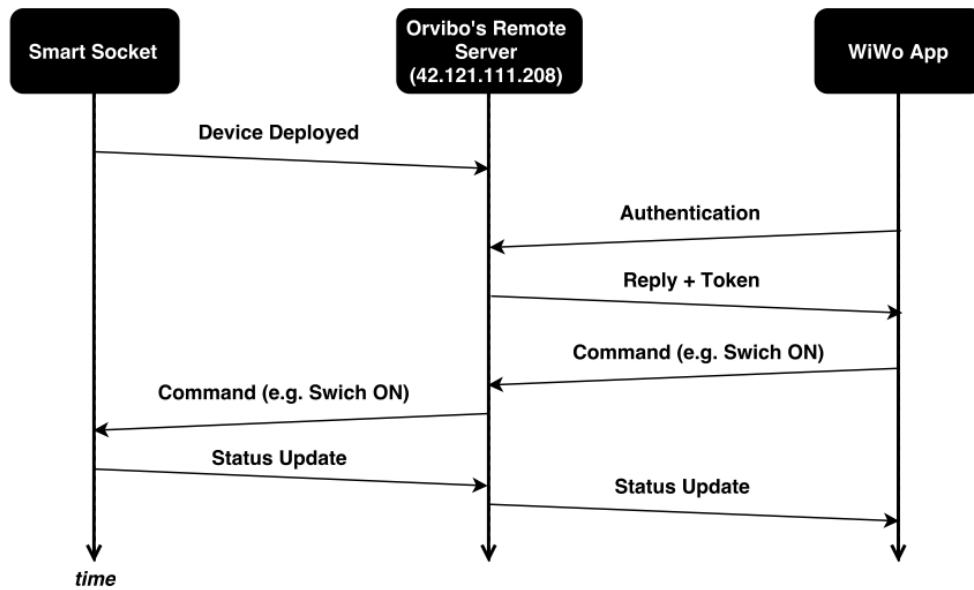 Smart Socket
Orvibo's Remote
Server
(42.121.111.208)
WiWo App
Device Deployed
Authentication
Reply + Token
Command (e.g. Swich ON)
Command (e.g. Swich ON)
Status Update
Status Update
time